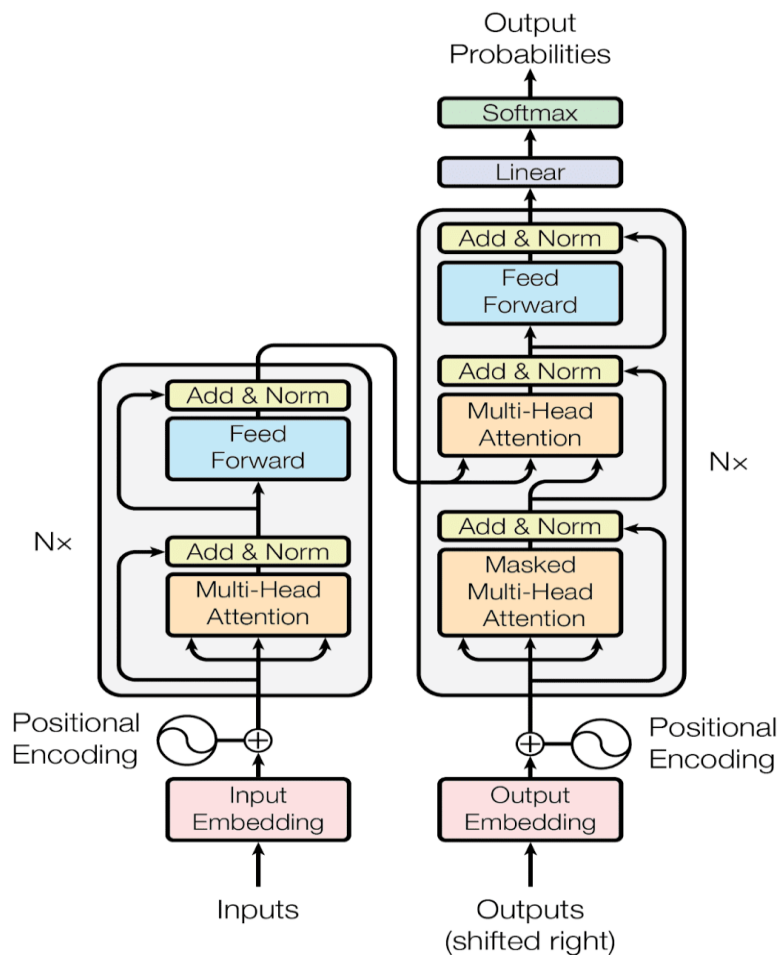 Output
Probabilities
Softmax
Linear
Add & Norm
Feed
Forward
Add & Norm
Multi-Head
Attention
Add & Norm
Masked
Multi-Head
Attention
Nx
Add & Norm
Feed
Forward
Add & Norm
Multi-Head
Attention
Nx
Positional
Encoding
Positional
Encoding
Input
Embedding
Output
Embedding
Inputs
Outputs
(shifted right)